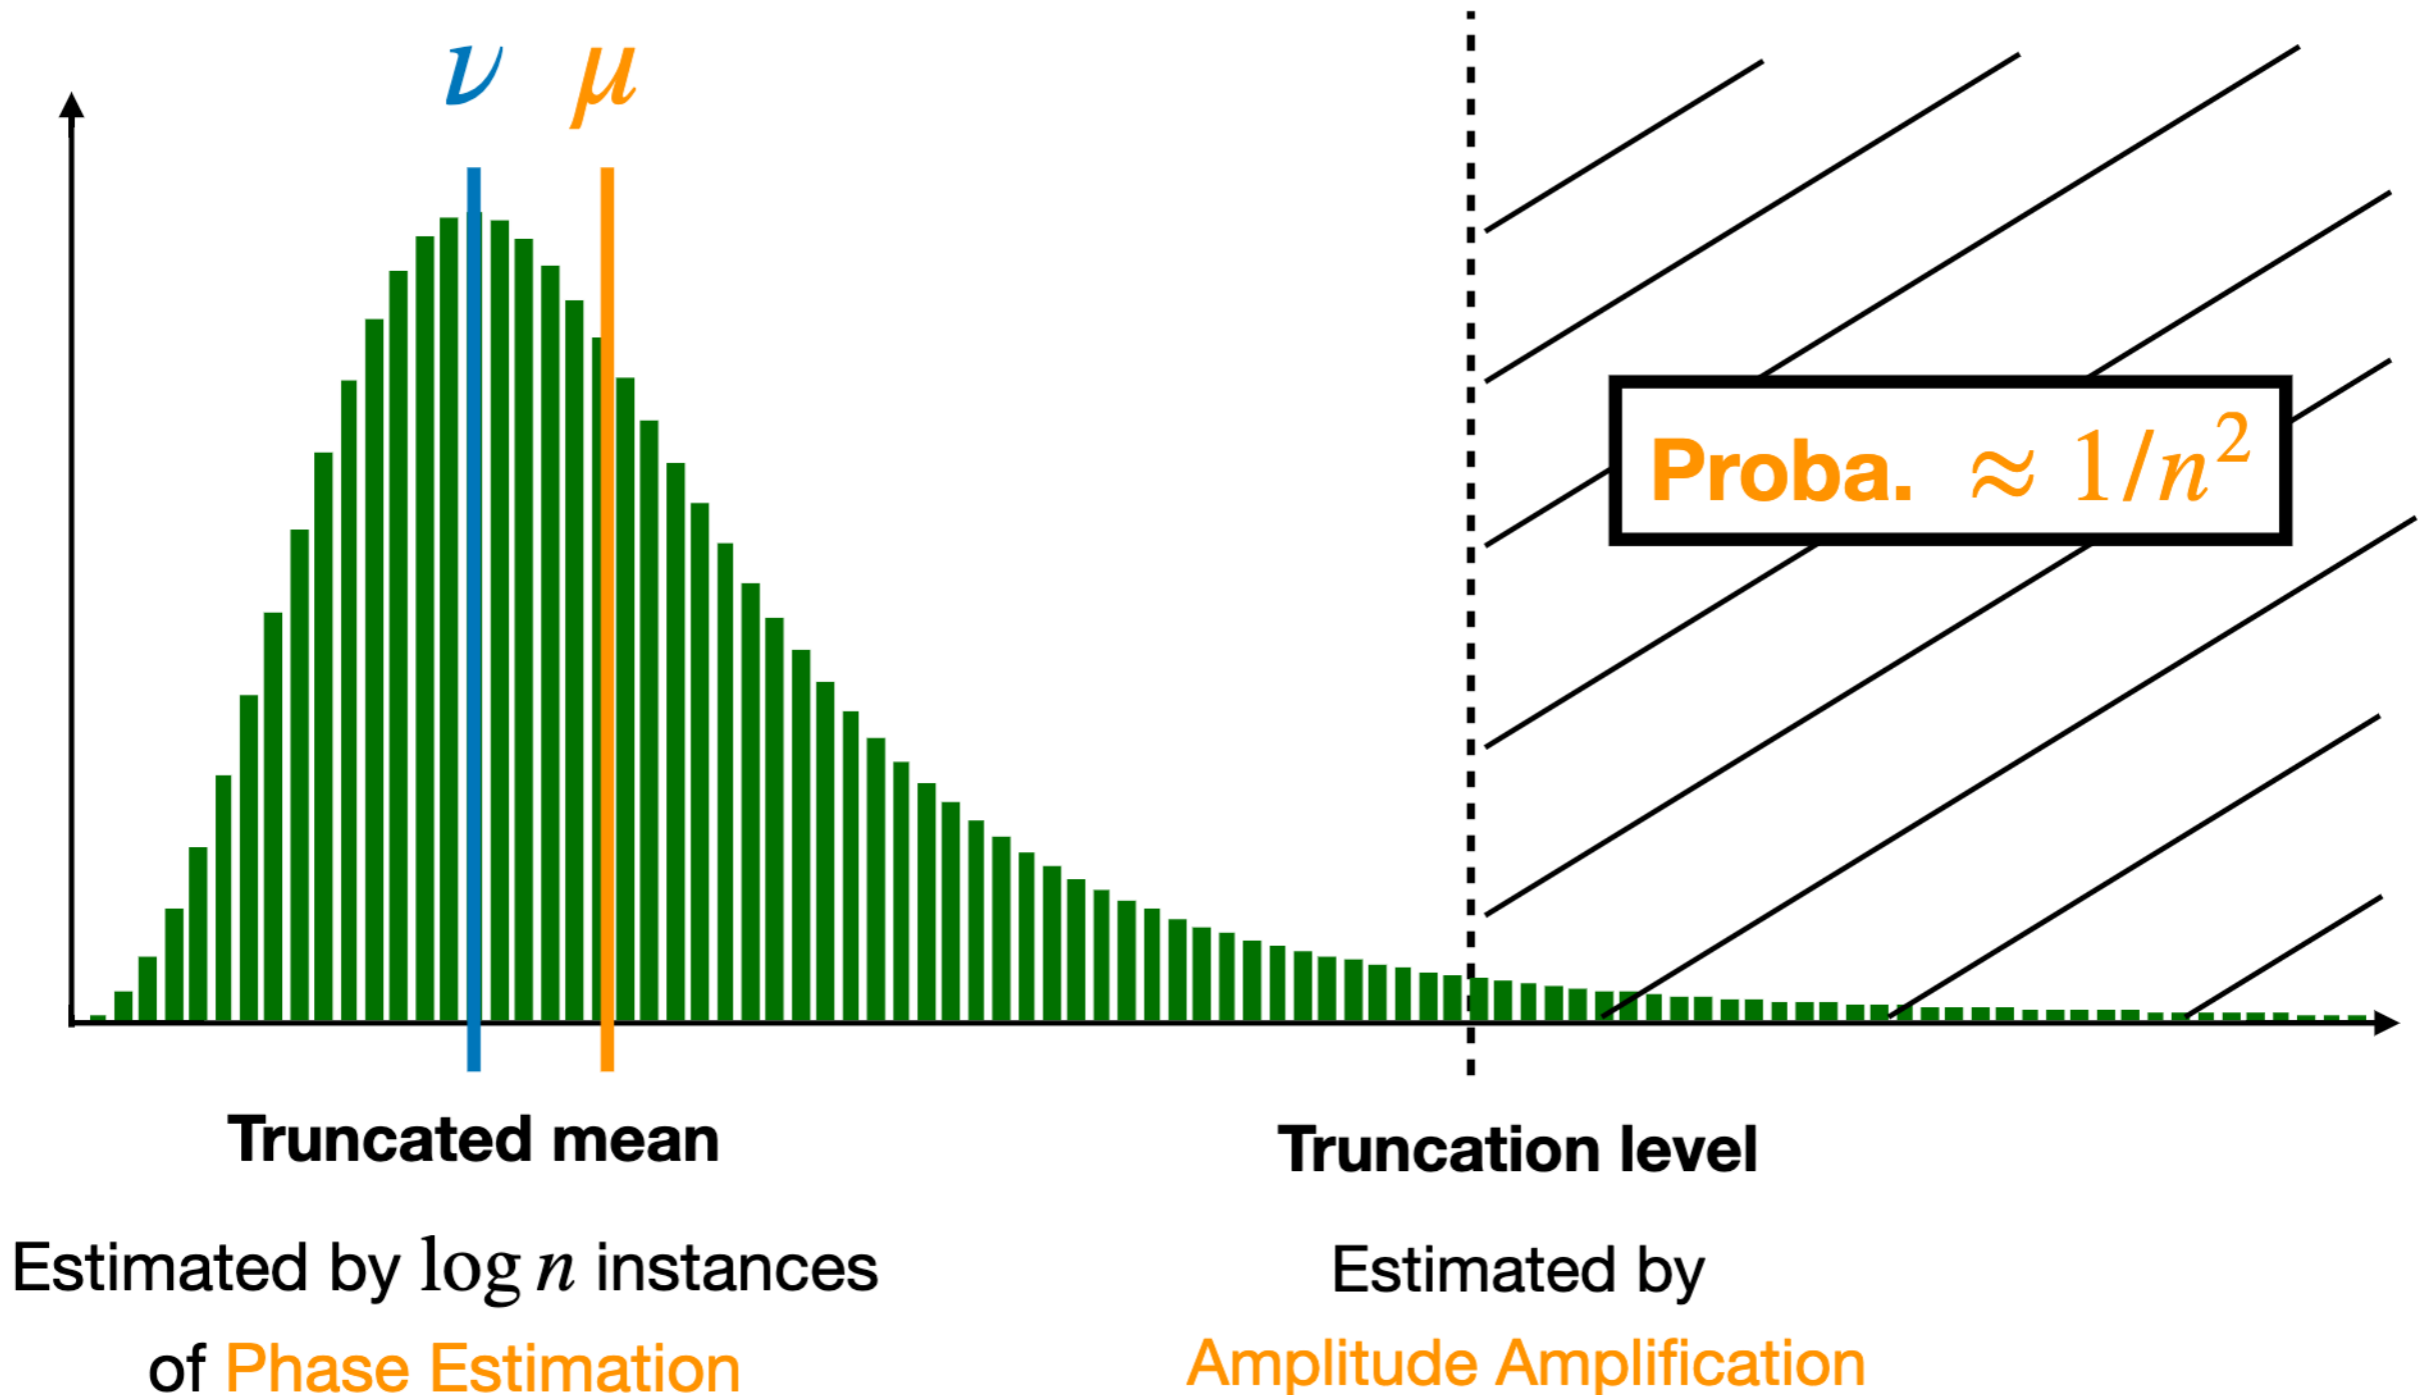 ν μ
Proba. ≈ 1/n²
Truncated mean
Estimated by log n instances
of Phase Estimation
Truncation level
Estimated by
Amplitude Amplification